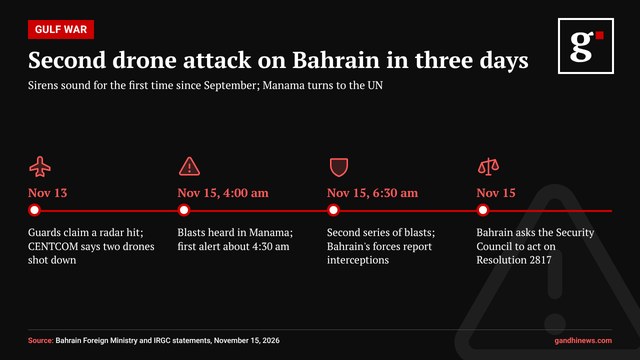 GULF WAR
g
Second drone attack on Bahrain in three days
Sirens sound for the first time since September; Manama turns to the UN
Nov 13
Guards claim a radar hit;
CENTCOM says two drones
shot down
Nov 15, 4:00 am
Blasts heard in Manama;
first alert about 4:30 am
Nov 15, 6:30 am
Second series of blasts;
Bahrain's forces report
interceptions
Nov 15
Bahrain asks the Security
Council to act on
Resolution 2817
Source: Bahrain Foreign Ministry and IRGC statements, November 15, 2026
gandhinews.com